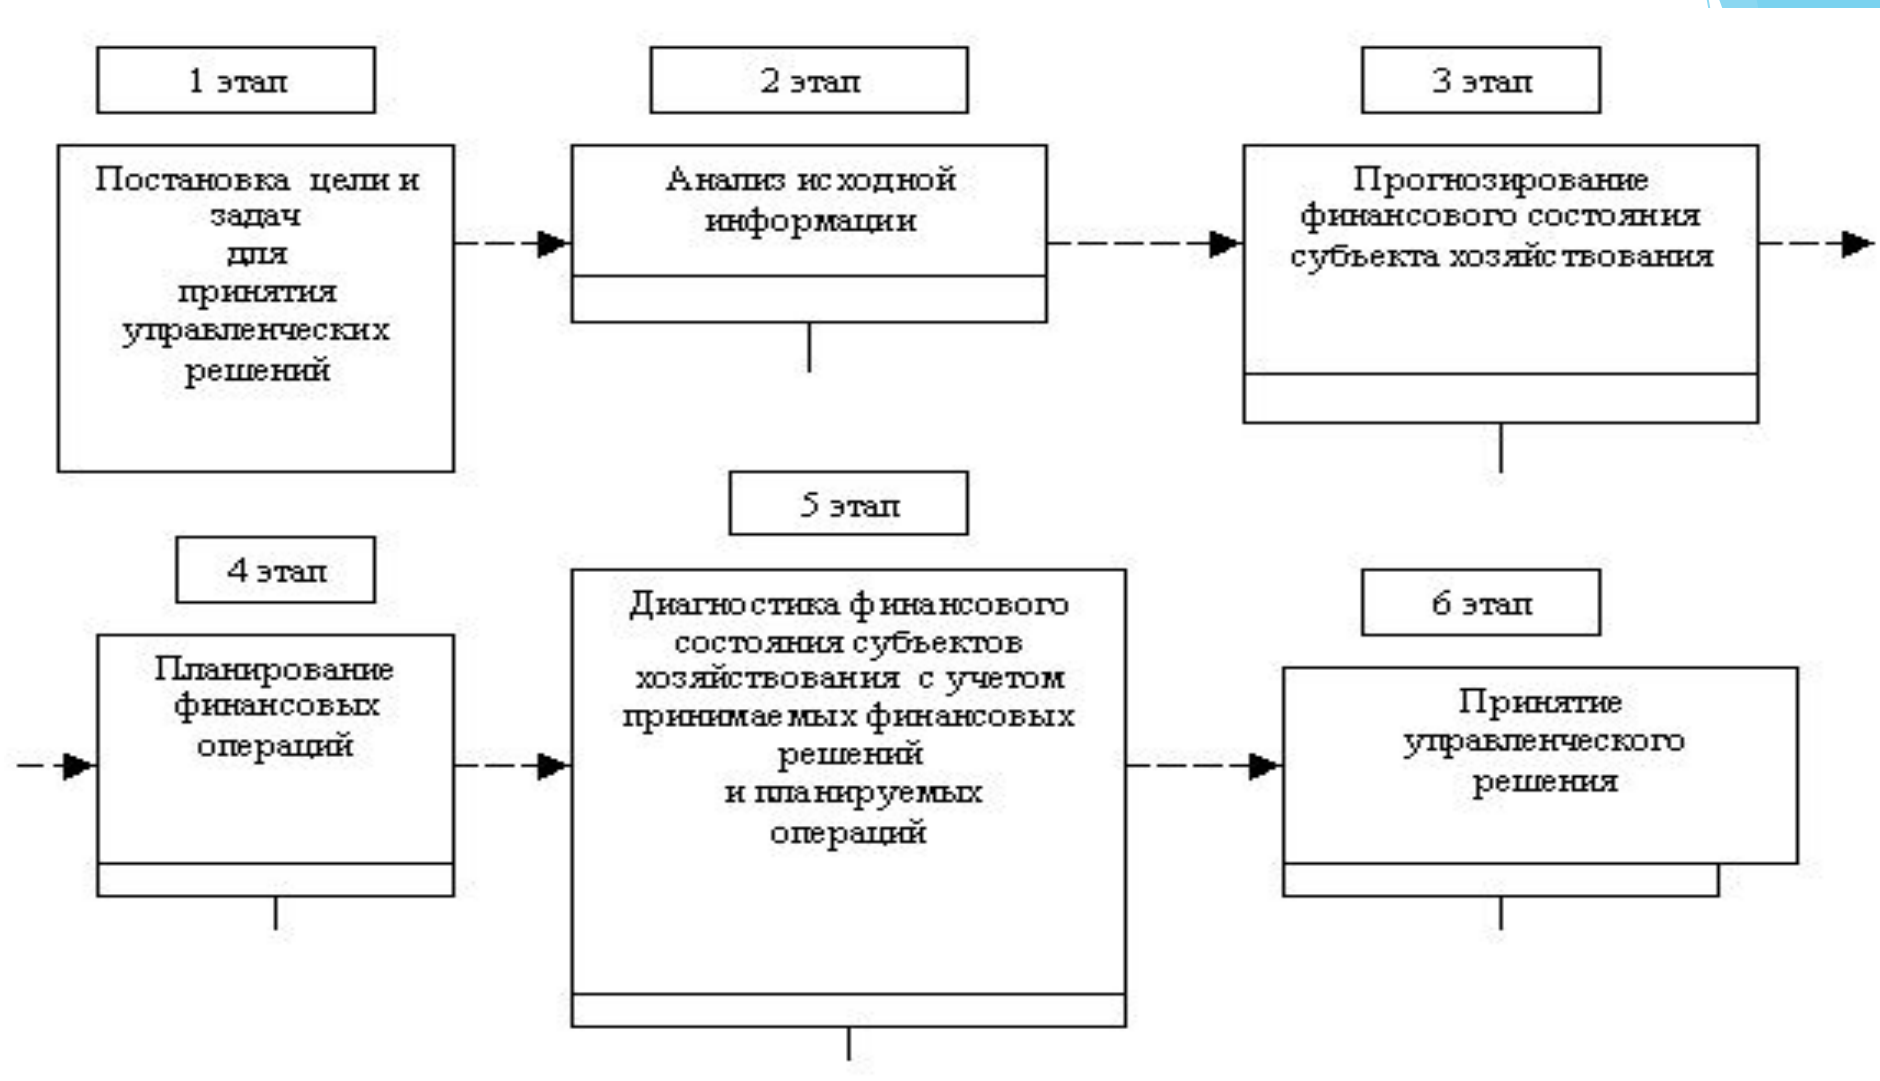 1 этап
Постановка цели и
задач
для
принятия
управленческих
решений
2 этап
Анализ исходной
информации
3 этап
Прогнозирование
финансового состояния
субъекта хозяйствования
4 этап
Планирование
финансовых
операций
5 этап
Диагностика финансового
состояния субъектов
хозяйствования с учетом
принимаемых финансовых
решений
и планируемых
операций
6 этап
Принятие
управленческого
решения